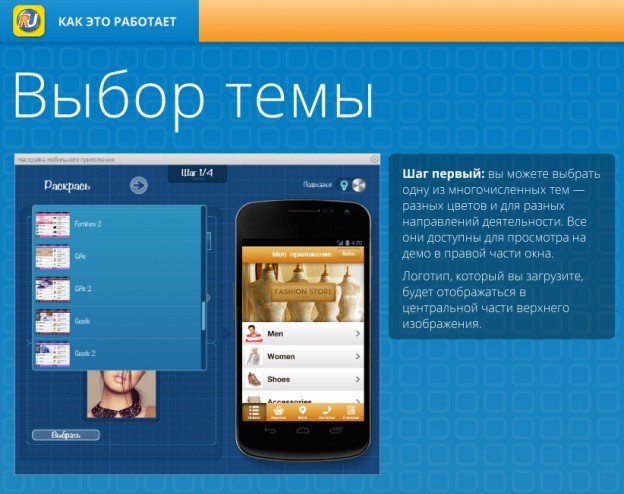 RU
КАК ЭТО РАБОТАЕТ
Выбор темы
Настройка мобильного приложения
Шаг 1/4
Раскрась
Подсказки
Furniture 2
Gifts
Gifts 2
Goods
Goods 2
Выбрать
4:20
Мое приложение
Войти
FASHION STORE
Men
Women
Shoes
Accessories
Шаг первый: вы можете выбрать
одну из многочисленных тем —
разных цветов и для разных
направлений деятельности. Все
они доступны для просмотра на
демо в правой части окна.
Логотип, который вы загрузите,
будет отображаться в
центральной части верхнего
изображения.